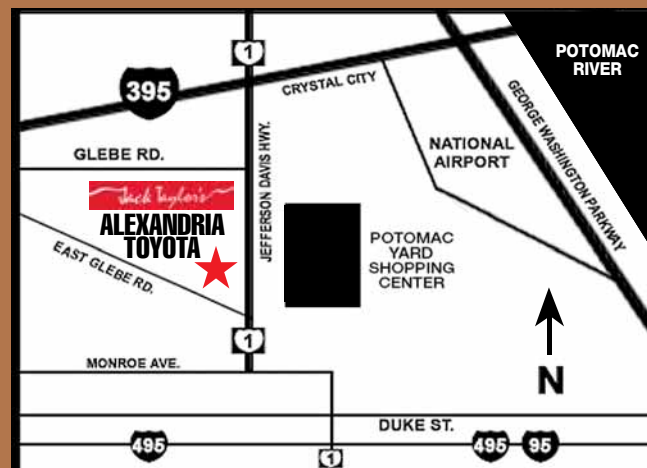 1
POTOMAC
RIVER
395
CRYSTAL CITY
GEORGE WASHINGTON PARKWAY
GLEBE RD.
NATIONAL
AIRPORT
JEFFERSON DAVIS HWY.
Jack Taylor's
ALEXANDRIA
TOYOTA
EAST GLEBE RD.
POTOMAC
YARD
SHOPPING
CENTER
1
MONROE AVE.
N
DUKE ST.
495
1
495
95